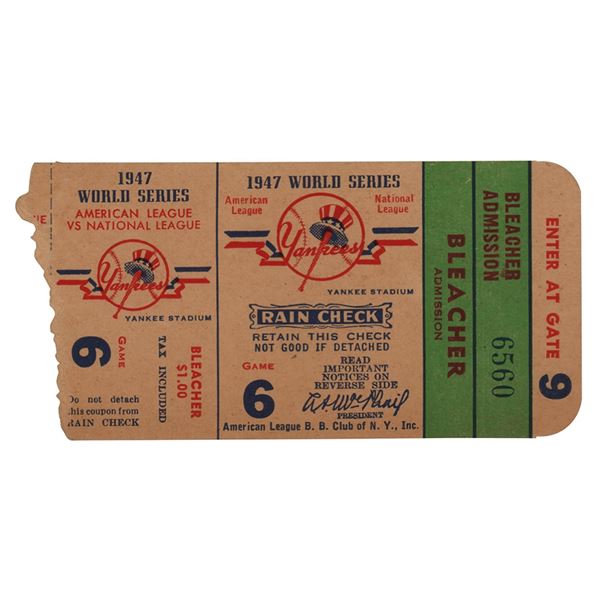 1947
WORLD SERIES
AMERICAN LEAGUE
VS NATIONAL LEAGUE
Yankees
YANKEE STADIUM
GAME
6
TAX INCLUDED
BLEACHER
$1.00
Do not detach
this coupon from
RAIN CHECK
1947 WORLD SERIES
American
League
National
League
Yankees
YANKEE STADIUM
RAIN CHECK
RETAIN THIS CHECK
NOT GOOD IF DETACHED
GAME
6
READ
IMPORTANT
NOTICES ON
REVERSE SIDE
PRESIDENT
American League B. B. Club of N. Y., Inc.
BLEACHER
ADMISSION
BLEACHER
ADMISSION
6560
ENTER AT GATE
9